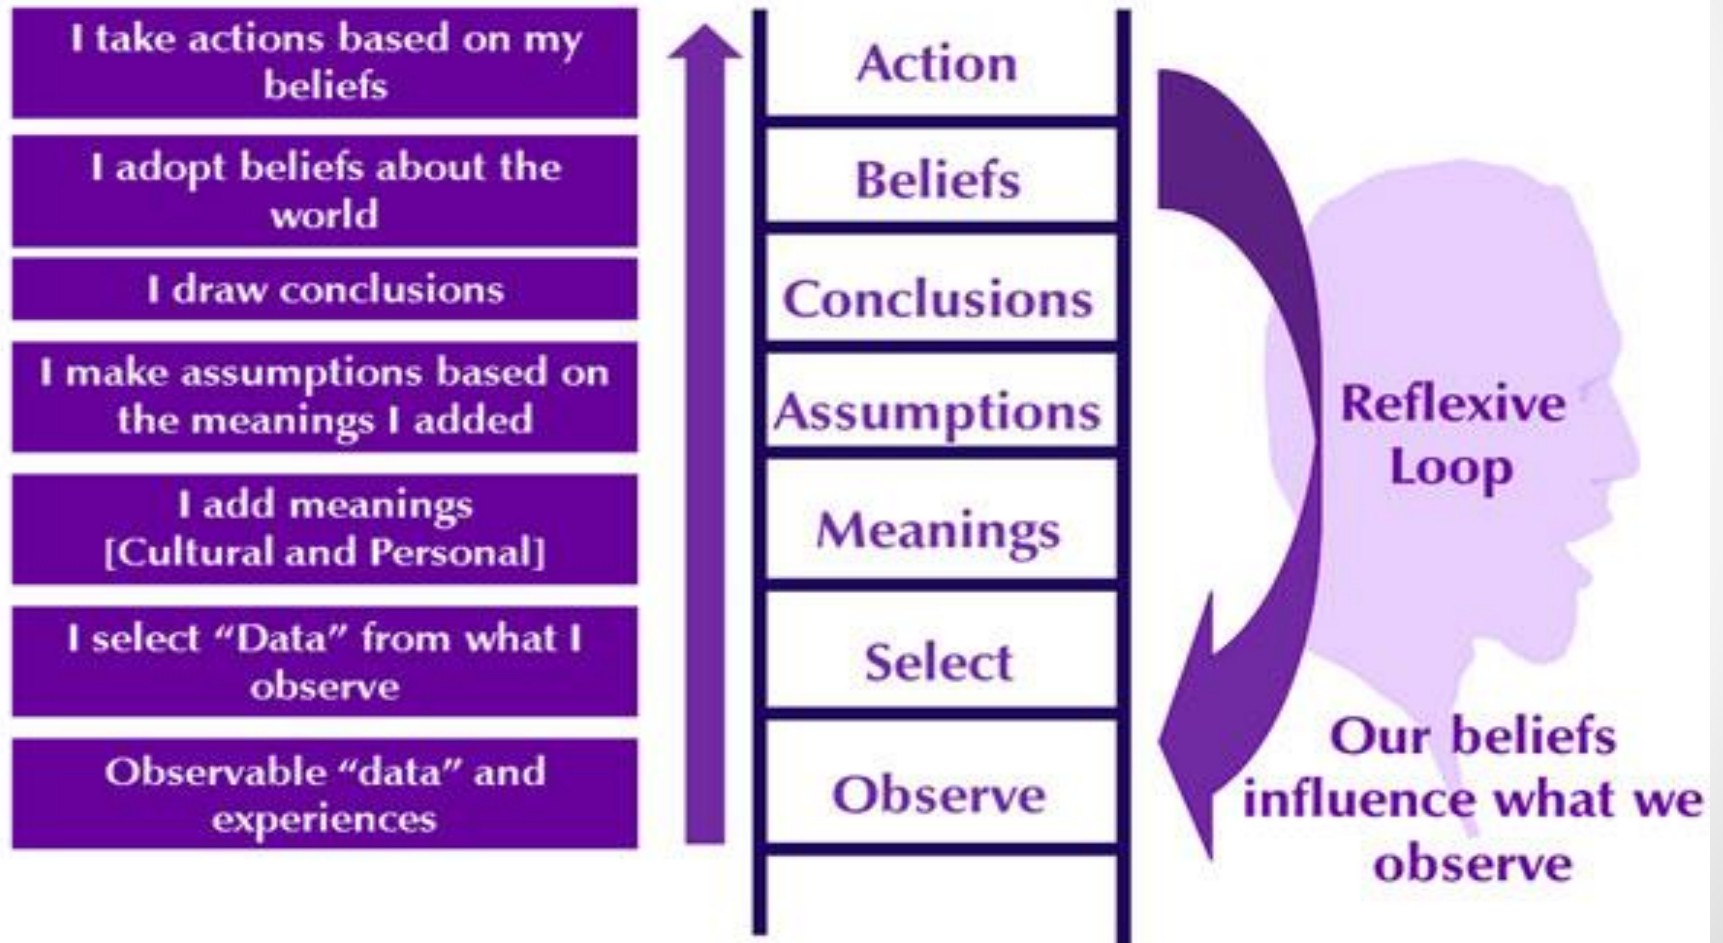 I take actions based on my
beliefs
I adopt beliefs about the
world
I draw conclusions
I make assumptions based on
the meanings I added
I add meanings
[Cultural and Personal]
I select “Data” from what I
observe
Observable “data” and
experiences
Action
Beliefs
Conclusions
Assumptions
Meanings
Select
Observe
Reflexive
Loop
Our beliefs
influence what we
observe